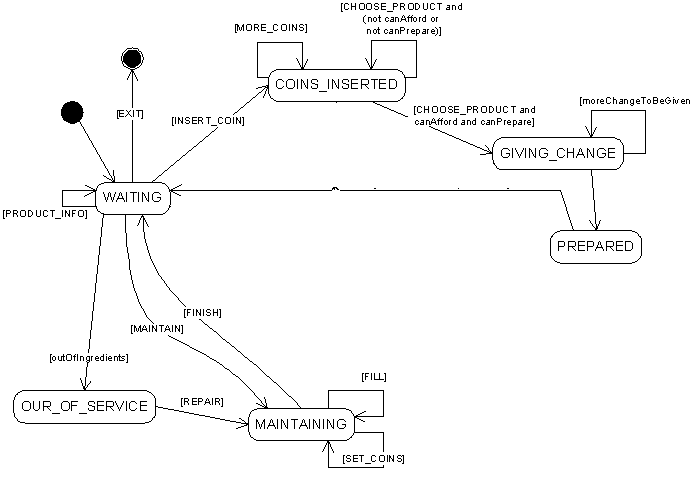 [CHOOSE_PRODUCT and
(not canAfford or
not canPrepare)]
[MORE_COINS]
COINS_INSERTED
[EXIT]
[INSERT_COIN]
[CHOOSE_PRODUCT and
canAfford and canPrepare]
[moreChangeToBeGiven
GIVING_CHANGE
WAITING
[PRODUCT_INFO]
PREPARED
[FINISH]
[MAINTAIN]
[outOfIngredients]
[FILL]
[REPAIR]
OUR_OF_SERVICE
MAINTAINING
[SET_COINS]